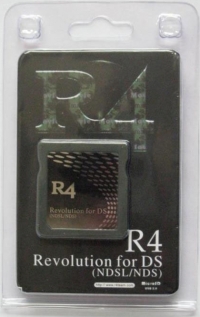 R4
R4
Revolution for DS
(NDSL/NDS)
R4
Revolution for DS
(NDSL/NDS)
MicroSD